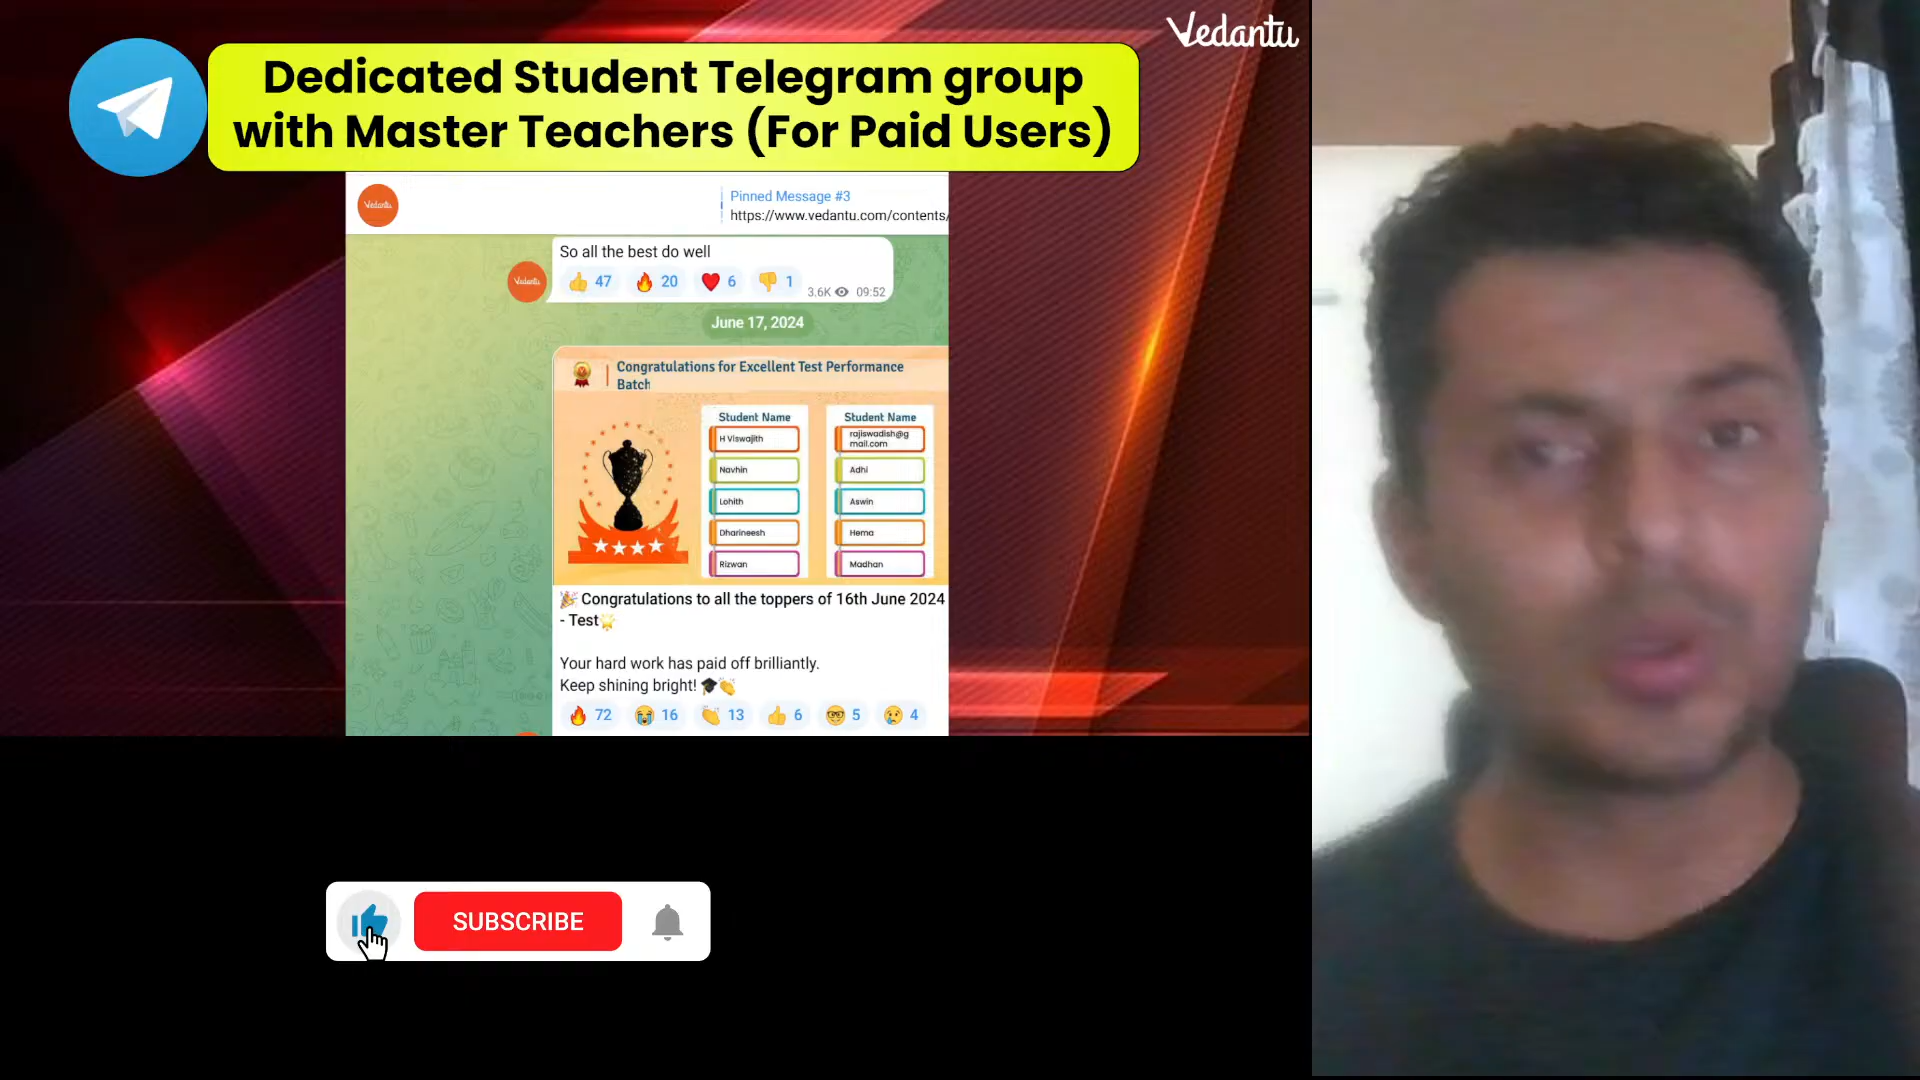 Vedantu
Dedicated Student Telegram group
with Master Teachers (For Paid Users)
Vedantu
Pinned Message #3
https://www.vedantu.com/contents/
So all the best do well
Vedantu
47 20 6 1
3.6K 09:52
June 17, 2024
Congratulations for Excellent Test Performance
Batch
Student Name
H Viswajith
Navhin
Lohith
Dharineesh
Rizwan
Student Name
rajiswadish@g
mail.com
Adhi
Aswin
Hema
Madhan
Congratulations to all the toppers of 16th June 2024
- Test
Your hard work has paid off brilliantly.
Keep shining bright!
72 16 13 6 5 4
SUBSCRIBE